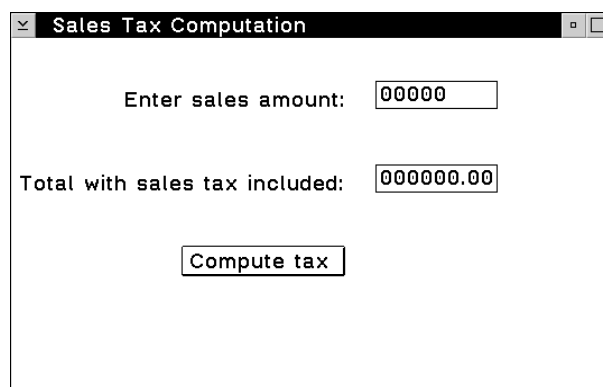 Sales Tax Computation
Enter sales amount: 00000
Total with sales tax included: 000000.00
Compute tax